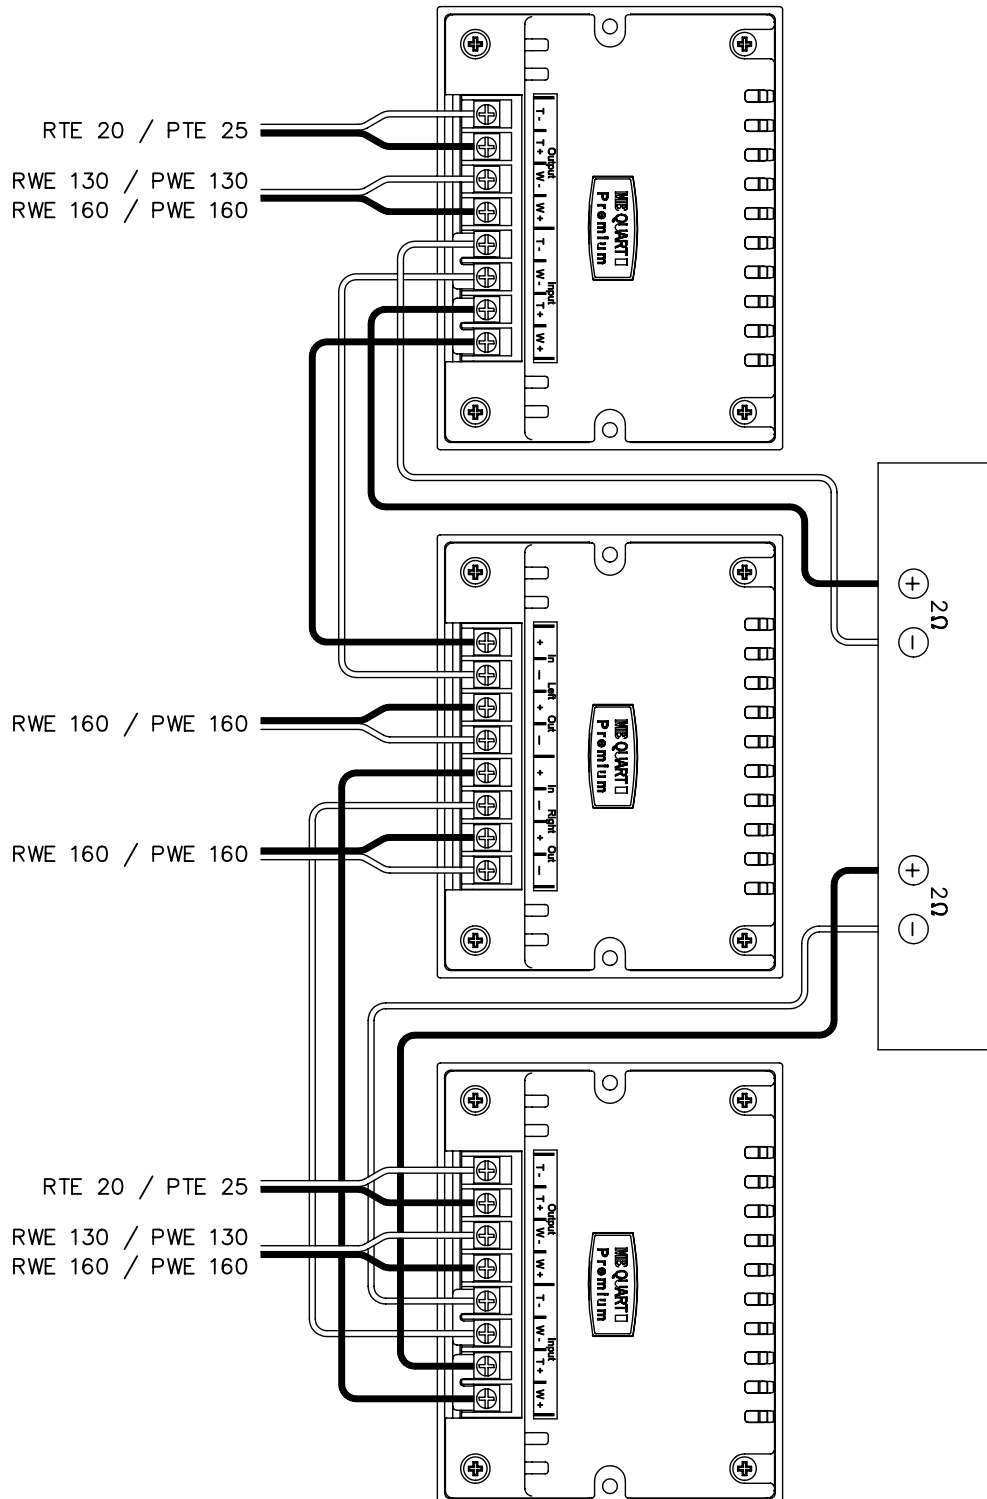 RTE 20 / PTE 25
RWE 130 / PWE 130
RWE 160 / PWE 160
T-
T+
W-
W+
Output
T-
W-
T+
W+
Input
MB QUART
Premium
+
-
2Ω
+
-
In
Left
+
-
Out
RWE 160 / PWE 160
+
-
In
Right
+
-
Out
RWE 160 / PWE 160
MB QUART
Premium
+
-
2Ω
RTE 20 / PTE 25
RWE 130 / PWE 130
RWE 160 / PWE 160
T-
T+
W-
W+
Output
T-
W-
T+
W+
Input
MB QUART
Premium